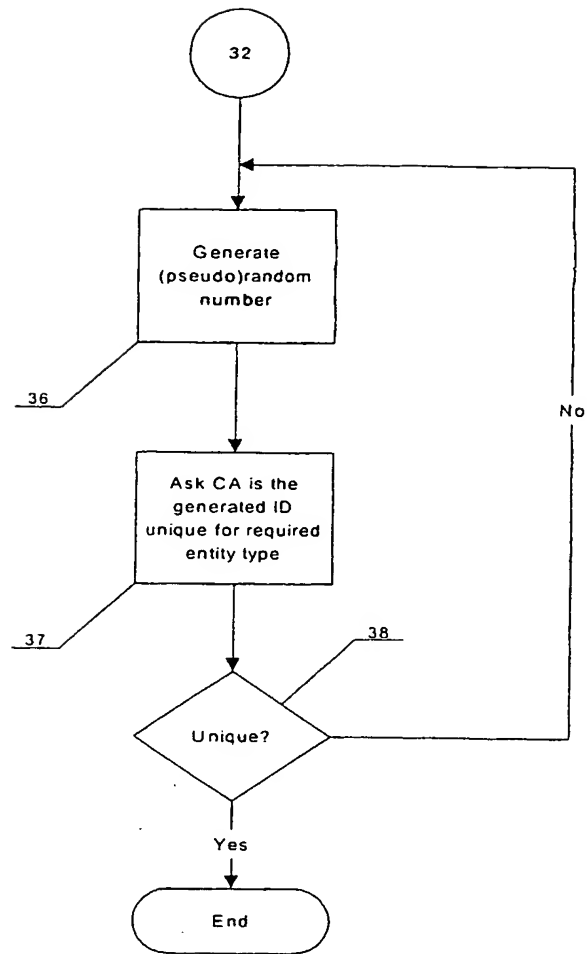 32
Generate
(pseudo)random
number
36
No
Ask CA is the
generated ID
unique for required
entity type
37
38
Unique?
Yes
End